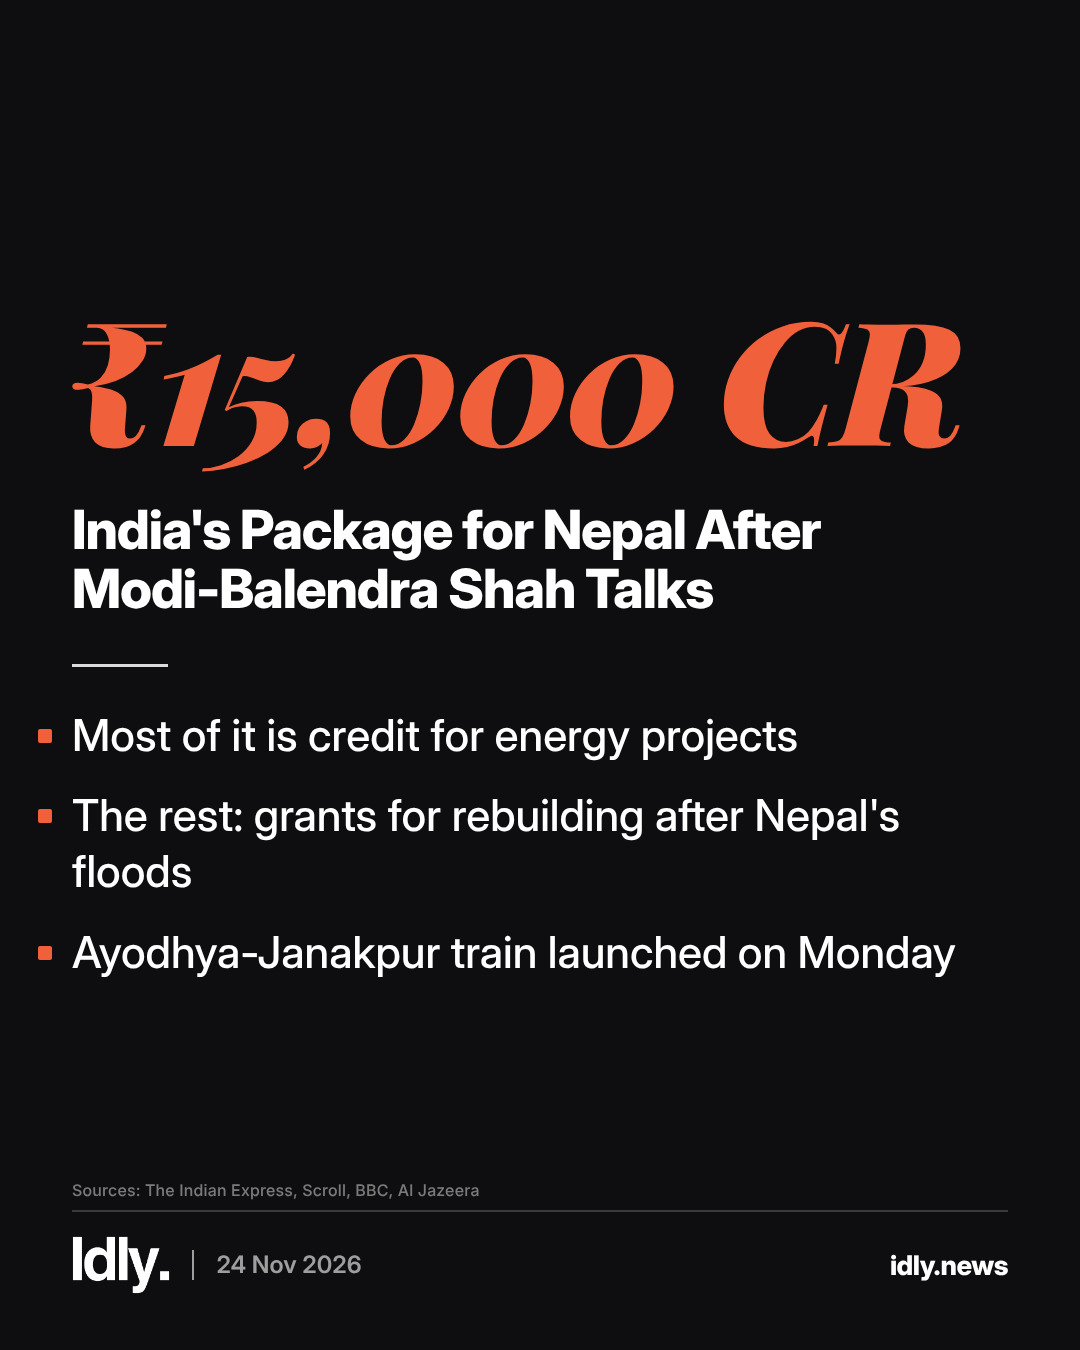 ₹15,000 CR
India's Package for Nepal After
Modi-Balendra Shah Talks
Most of it is credit for energy projects
The rest: grants for rebuilding after Nepal's
floods
Ayodhya-Janakpur train launched on Monday
Sources: The Indian Express, Scroll, BBC, Al Jazeera
Idly. | 24 Nov 2026
idly.news